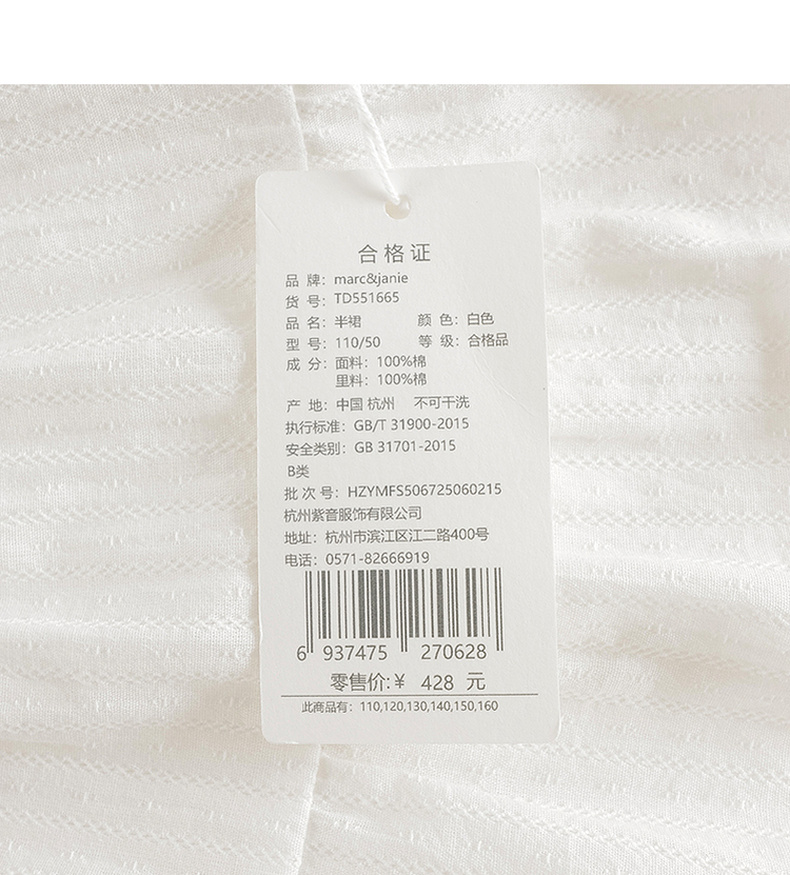 合格证
品 牌：marc&janie
货 号：TD551665
品 名：半裙 颜 色：白色
型 号：110/50 等 级：合格品
成 分：面料：100%棉
里料：100%棉
产 地：中国 杭州 不可干洗
执行标准：GB/T 31900-2015
安全类别：GB 31701-2015
B类
批 次 号：HZYMFS506725060215
杭州紫音服饰有限公司
地址：杭州市滨江区江二路400号
电话：0571-82666919
6 937475 270628
零售价:¥ 428 元
此商品有：110,120,130,140,150,160